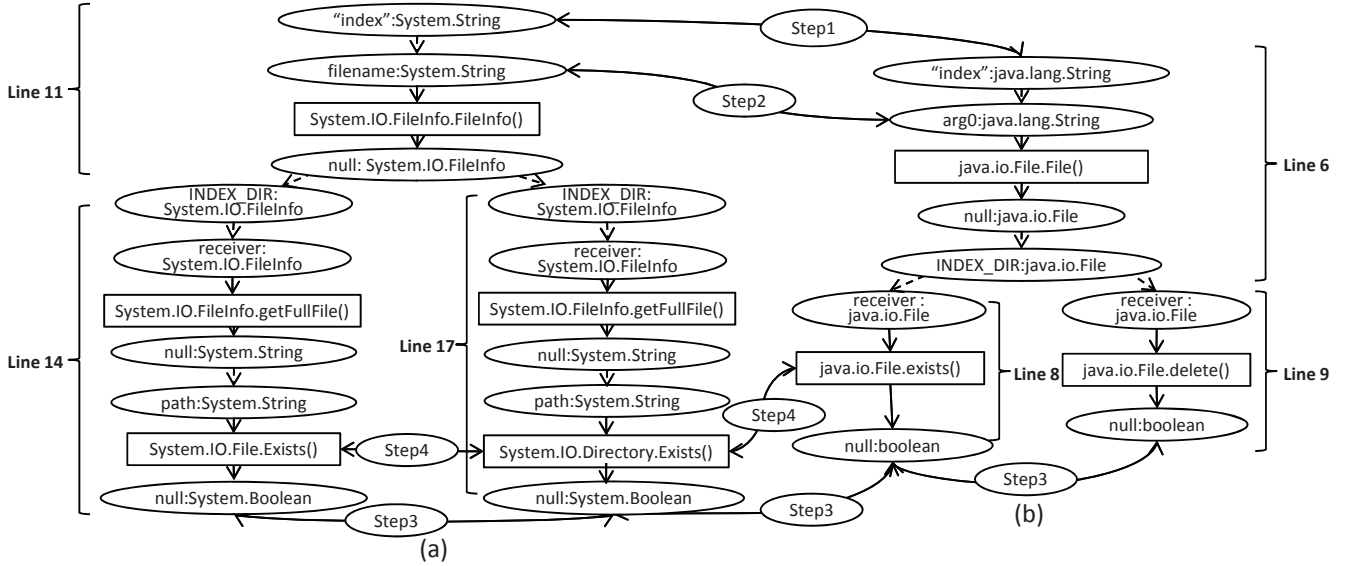 "index":System.String
Step1
filename:System.String
"index":java.lang.String
Line 11
Step2
System.IO.FileInfo.FileInfo()
arg0:java.lang.String
null: System.IO.FileInfo
java.io.File.File()
Line 6
INDEX_DIR:
System.IO.FileInfo
INDEX_DIR:
System.IO.FileInfo
null:java.io.File
receiver:
System.IO.FileInfo
receiver:
System.IO.FileInfo
INDEX_DIR:java.io.File
System.IO.FileInfo.getFullFile()
System.IO.FileInfo.getFullFile()
receiver :
java.io.File
receiver :
java.io.File
Line 14
null:System.String
Line 17
null:System.String
java.io.File.exists()
Line 8
java.io.File.delete()
Line 9
path:System.String
path:System.String
Step4
null:boolean
System.IO.File.Exists()
Step4
System.IO.Directory.Exists()
null:boolean
Step3
null:System.Boolean
null:System.Boolean
Step3
Step3
(a)
(b)